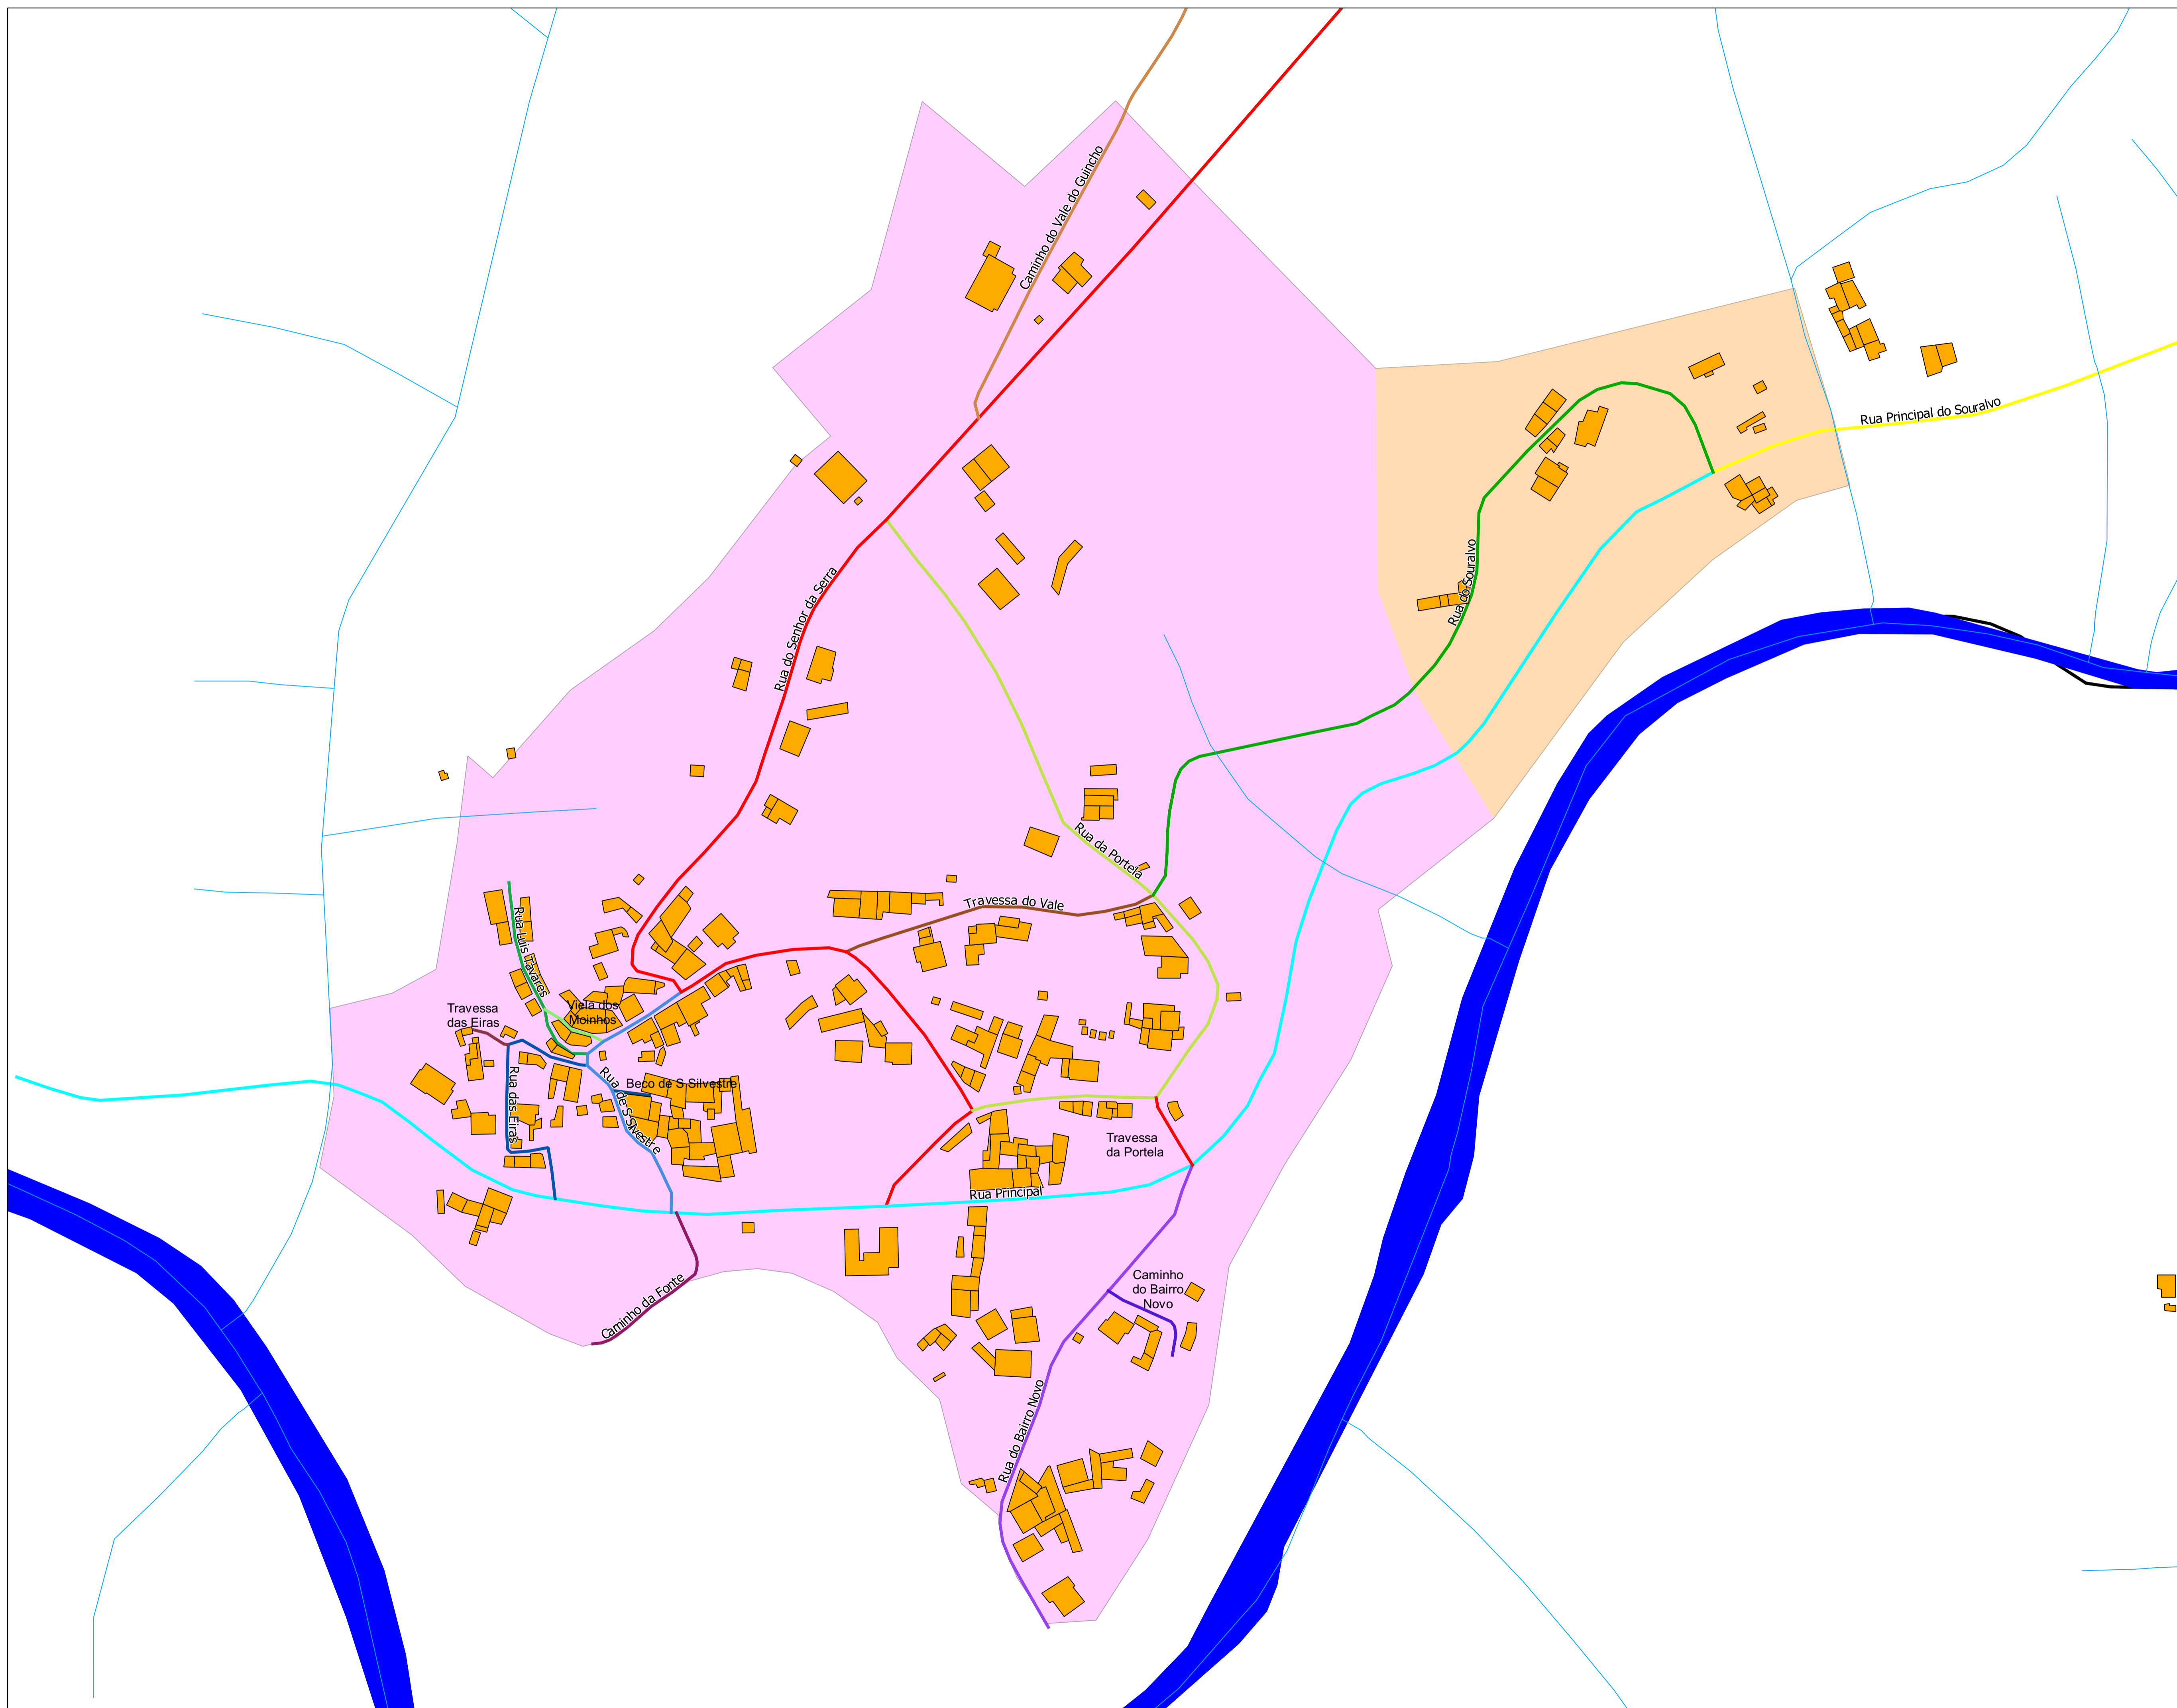 Caminho do Vale do Guincho
Rua Principal do Souralvo
Rua do Souralvo
Rua do Senhor da Serra
Rua da Portela
Travessa do Vale
Rua Luis Tavares
Travessa
das Eiras
Viela dos
Moinhos
Rua das Eiras
Rua de S Silvestre
Beco de S Silvestre
Travessa
da Portela
Rua Principal
Caminho
do Bairro
Novo
Caminho da Fonte
Rua do Bairro Novo